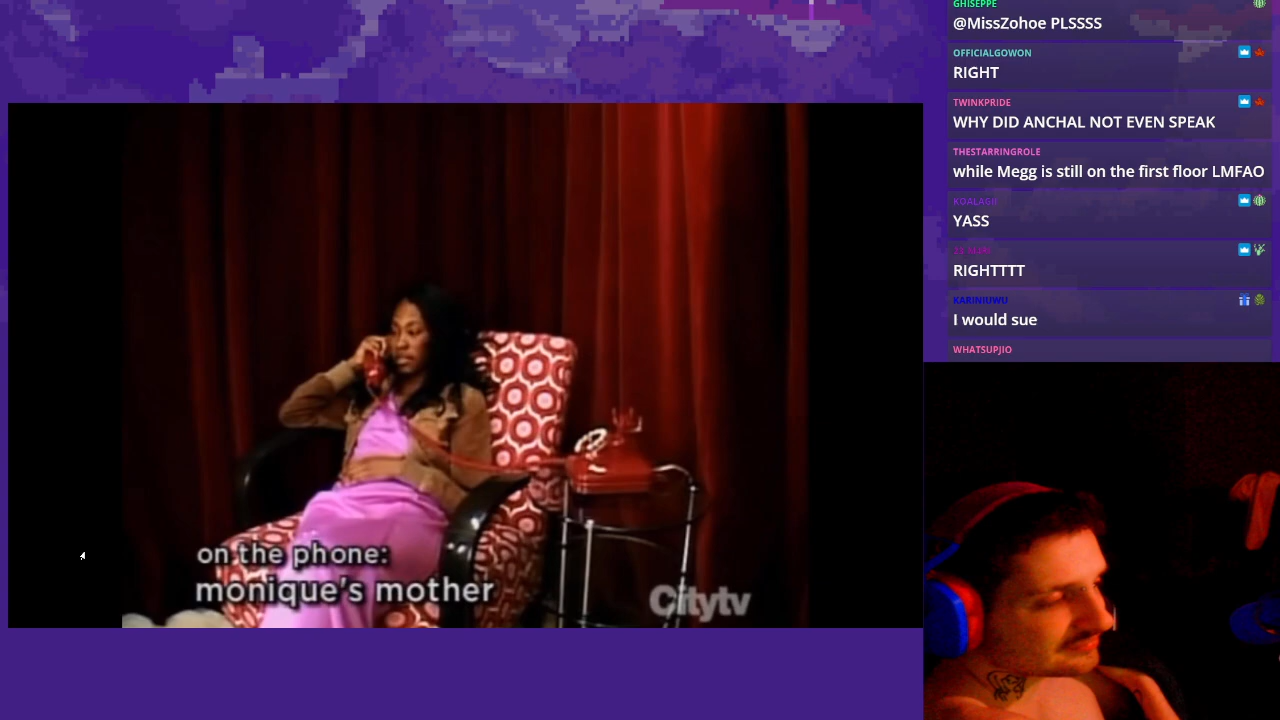 GHISEPPE
@MissZohoe PLSSSS
OFFICIALGOWON
RIGHT
TWINKPRIDE
WHY DID ANCHAL NOT EVEN SPEAK
THESTARRINGROLE
while Megg is still on the first floor LMFAO
KOALAGII
YASS
RIGHTTTT
KARINIUWU
I would sue
WHATSUPJIO
on the phone:
monique's mother
Citytv